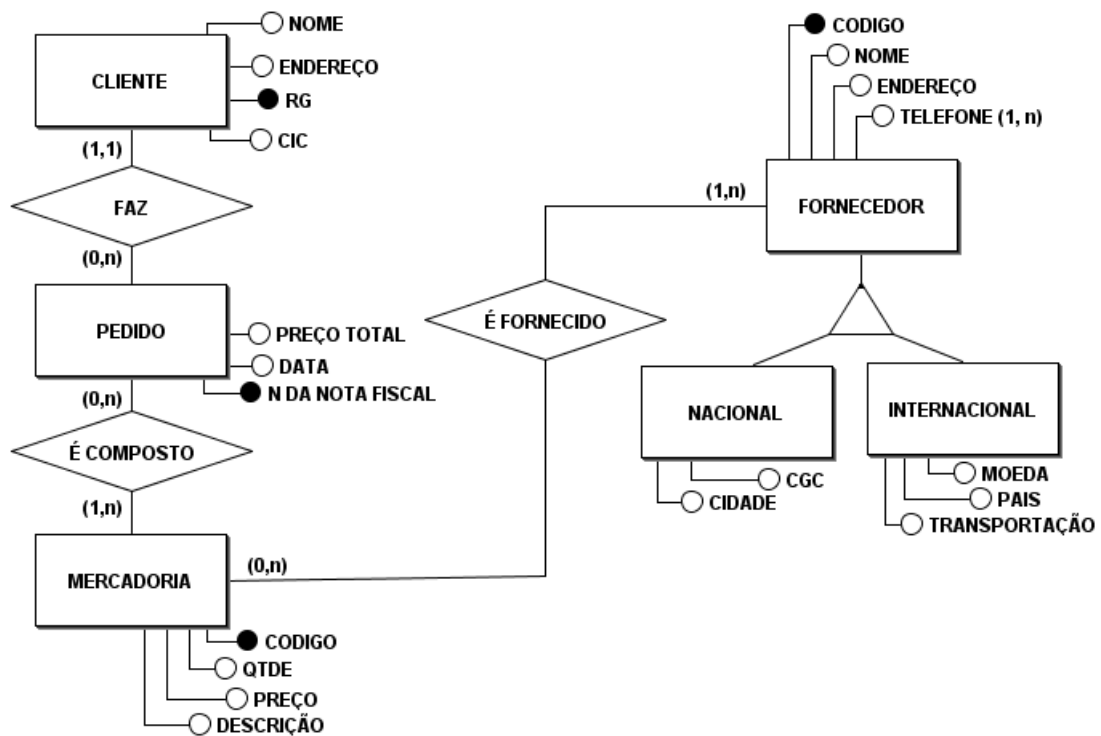 NOME
CLIENTE
ENDEREÇO
RG
CIC
(1,1)
FAZ
(0,n)
PEDIDO
PREÇO TOTAL
DATA
N DA NOTA FISCAL
(0,n)
É COMPOSTO
(1,n)
MERCADORIA
(0,n)
CODIGO
QTDE
PREÇO
DESCRIÇÃO
É FORNECIDO
(1,n)
CODIGO
NOME
ENDEREÇO
TELEFONE (1, n)
FORNECEDOR
NACIONAL
CGC
CIDADE
INTERNACIONAL
MOEDA
PAIS
TRANSPORTAÇÃO